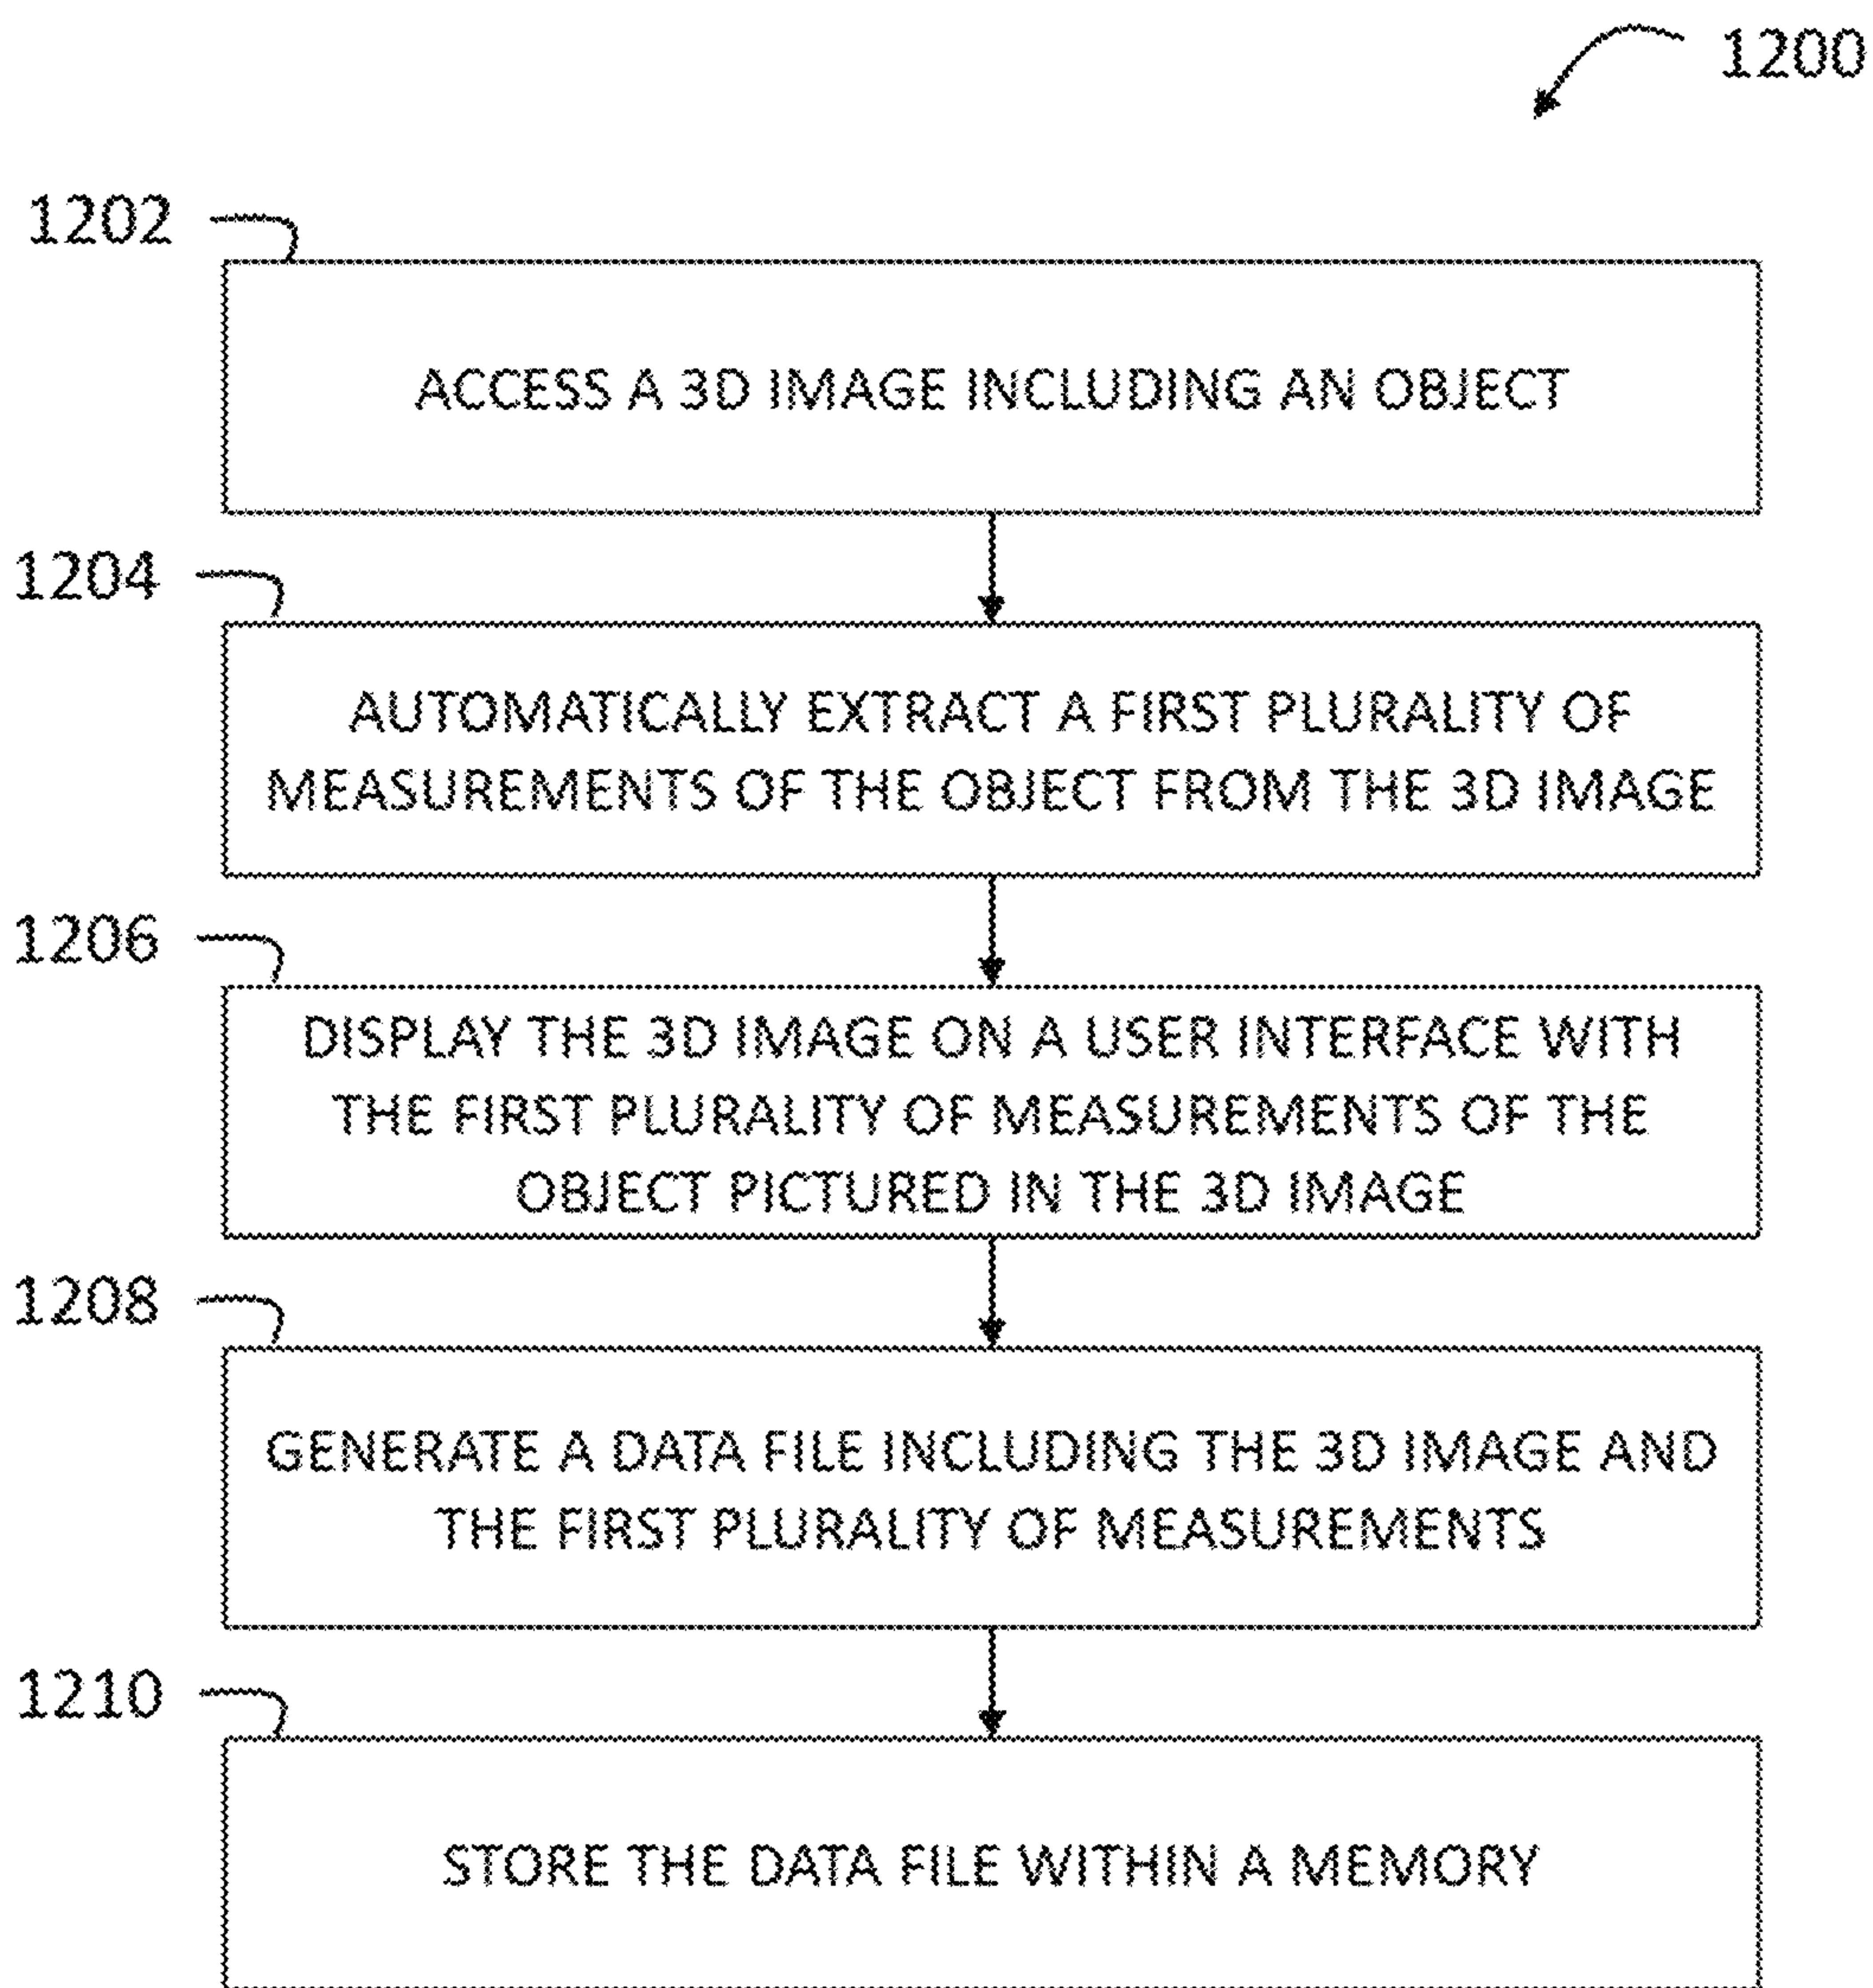 1200
1202
ACCESS A 3D IMAGE INCLUDING AN OBJECT
1204
AUTOMATICALLY EXTRACT A FIRST PLURALITY OF
MEASUREMENTS OF THE OBJECT FROM THE 3D IMAGE
1206
DISPLAY THE 3D IMAGE ON A USER INTERFACE WITH
THE FIRST PLURALITY OF MEASUREMENTS OF THE
OBJECT PICTURED IN THE 3D IMAGE
1208
GENERATE A DATA FILE INCLUDING THE 3D IMAGE AND
THE FIRST PLURALITY OF MEASUREMENTS
1210
STORE THE DATA FILE WITHIN A MEMORY